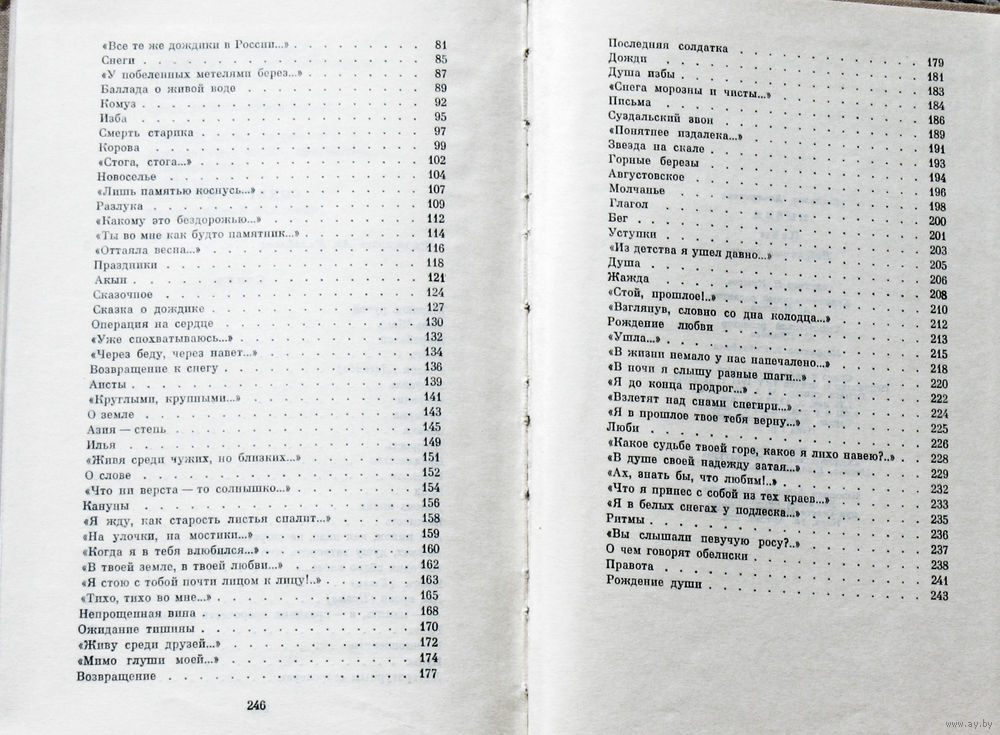 «Все те же дождики в России...» . . . . . . . . 81
Снеги . . . . . . . . 85
«У побеленных метелями берез...» . . . . . . . . 87
Баллада о живой воде . . . . . . . . 89
Комуз . . . . . . . . 92
Изба . . . . . . . . 95
Смерть старика . . . . . . . . 97
Корова . . . . . . . . 99
«Стога, стога...» . . . . . . . . 102
Новоселье . . . . . . . . 104
«Лишь памятью коснусь...» . . . . . . . . 107
Разлука . . . . . . . . 109
«Какому это бездорожью...» . . . . . . . . 112
«Ты во мне как будто памятник...» . . . . . . . . 114
«Оттаяла весна...» . . . . . . . . 116
Праздники . . . . . . . . 118
Акын . . . . . . . . 121
Сказочное . . . . . . . . 124
Сказка о дождике . . . . . . . . 127
Операция на сердце . . . . . . . . 130
«Уже спохватываюсь...» . . . . . . . . 132
«Через беду, через навет...» . . . . . . . . 134
Возвращение к снегу . . . . . . . . 136
Аисты . . . . . . . . 139
«Круглыми, крупными...» . . . . . . . . 141
О земле . . . . . . . . 143
Азия — степь . . . . . . . . 145
Илья . . . . . . . . 149
«Живя среди чужих, но близких...» . . . . . . . . 151
О слове . . . . . . . . 152
«Что ни верста — то солнышко...» . . . . . . . . 154
Кануны . . . . . . . . 156
«Я жду, как старость листья спалит...» . . . . . . . . 158
«На улочки, на мостики...» . . . . . . . . 159
«Когда я в тебя влюбился...» . . . . . . . . 160
«В твоей земле, в твоей любви...» . . . . . . . . 162
«Я стою с тобой почти лицом к лицу!..» . . . . . . . . 163
«Тихо, тихо во мне...» . . . . . . . . 165
Непрощенная вина . . . . . . . . 168
Ожидание тишины . . . . . . . . 170
«Живу среди друзей...» . . . . . . . . 172
«Мимо глуши моей...» . . . . . . . . 174
Возвращение . . . . . . . . 177
246
Последняя солдатка . . . . . . . . 179
Дожди . . . . . . . . 181
Душа избы . . . . . . . . 183
«Снега морозны и чисты...» . . . . . . . . 184
Письма . . . . . . . . 186
Суздальский звон . . . . . . . . 189
«Понятнее издалека...» . . . . . . . . 191
Звезда на скале . . . . . . . . 193
Горные березы . . . . . . . . 194
Августовское . . . . . . . . 196
Молчанье . . . . . . . . 198
Глагол . . . . . . . . 200
Бег . . . . . . . . 201
Уступки . . . . . . . . 203
«Из детства я ушел давно...» . . . . . . . . 205
Душа . . . . . . . . 206
Жажда . . . . . . . . 208
«Стой, прошлое!..» . . . . . . . . 210
«Взглянув, словно со дна колодца...» . . . . . . . . 212
Рождение любви . . . . . . . . 213
«Ушла...» . . . . . . . . 215
«В жизни немало у нас напечалено...» . . . . . . . . 218
«В ночи я слышу разные шаги...» . . . . . . . . 220
«Я до конца продрог...» . . . . . . . . 222
«Взлетят над снами снегири...» . . . . . . . . 224
«Я в прошлое твое тебя верну...» . . . . . . . . 225
Люби . . . . . . . . 226
«Какое судьбе твоей горе, какое я лихо навею?..» . . . . . . . . 228
«В душе своей надежду затая...» . . . . . . . . 229
«Ах, знать бы, что любим!..» . . . . . . . . 232
«Что я принес с собой из тех краев...» . . . . . . . . 233
«Я в белых снегах у подлеска...» . . . . . . . . 235
Ритмы . . . . . . . . 236
«Вы слышали певучую росу?..» . . . . . . . . 237
О чем говорят обелиски . . . . . . . . 238
Правота . . . . . . . . 241
Рождение души . . . . . . . . 243
www.ay.by